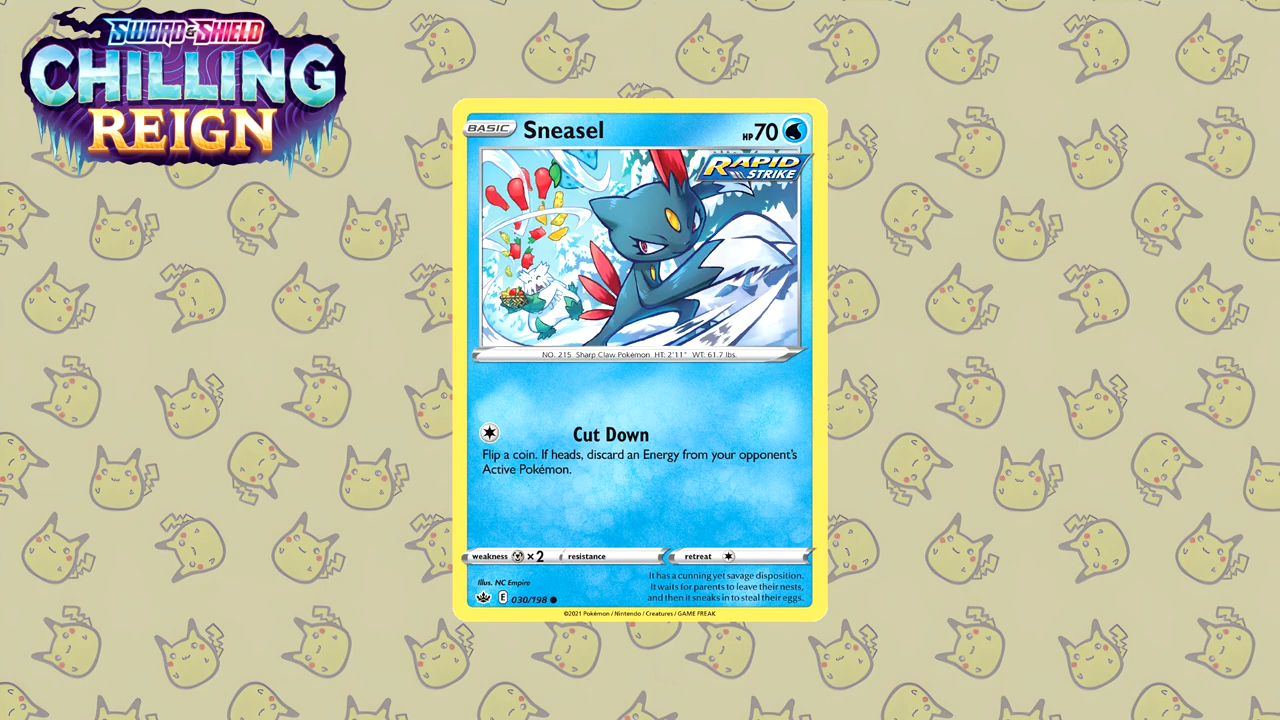 SWORD & SHIELD
CHILLING
REIGN
BASIC Sneasel HP 70
RAPID
STRIKE
NO. 215 Sharp Claw Pokémon HT: 2'11" WT: 61.7 lbs.
Cut Down
Flip a coin. If heads, discard an Energy from your opponent's
Active Pokémon.
weakness ×2 resistance retreat
Illus. NC Empire
It has a cunning yet savage disposition.
It waits for parents to leave their nests,
and then it sneaks in to steal their eggs.
E 030/198
©2021 Pokémon / Nintendo / Creatures / GAME FREAK